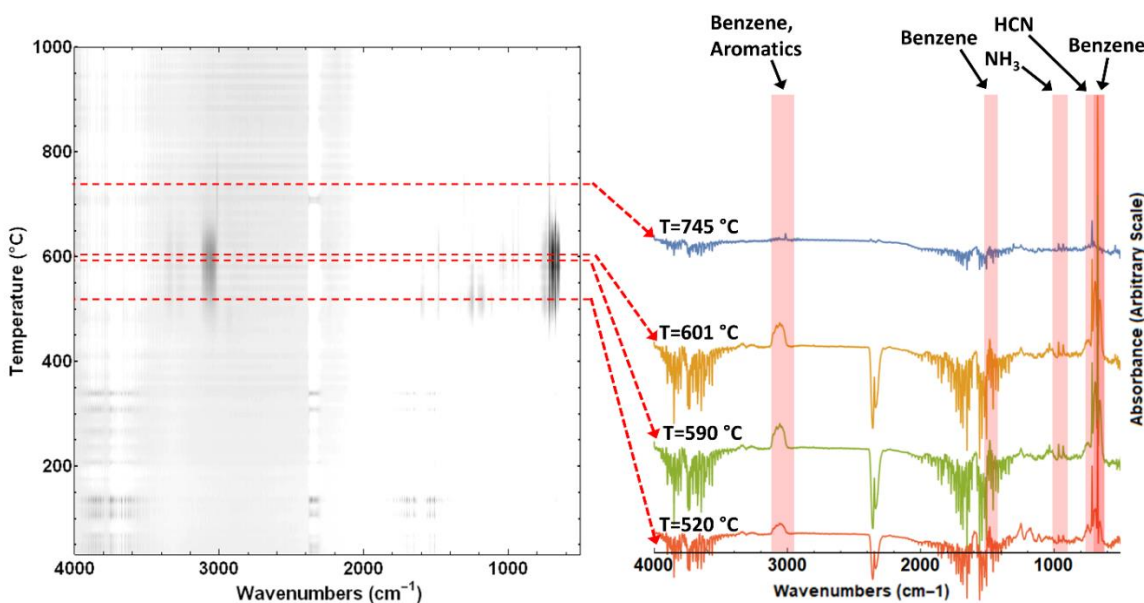 1000
800
600
400
200
4000
3000
2000
1000
Temperature (°C)
Wavenumbers (cm⁻¹)
Benzene,
Aromatics
Benzene
NH₃
HCN
Benzene
T=745 °C
T=601 °C
T=590 °C
T=520 °C
4000
3000
2000
1000
Wavenumbers (cm–1)
Absorbance (Arbitrary Scale)